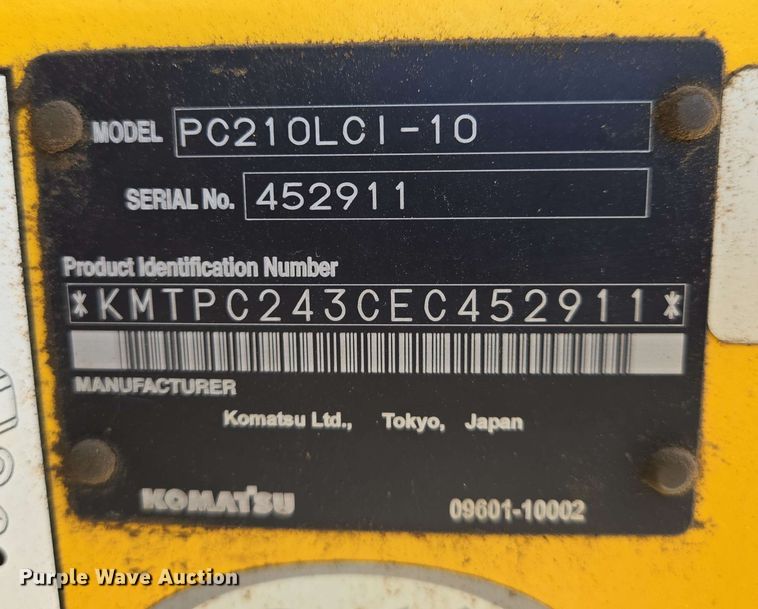 MODEL PC210LCI-10
SERIAL No. 452911
Product Identification Number
*KMTPC243CEC452911*
MANUFACTURER
Komatsu Ltd., Tokyo, Japan
KOMATSU 09601-10002
Purple Wave Auction